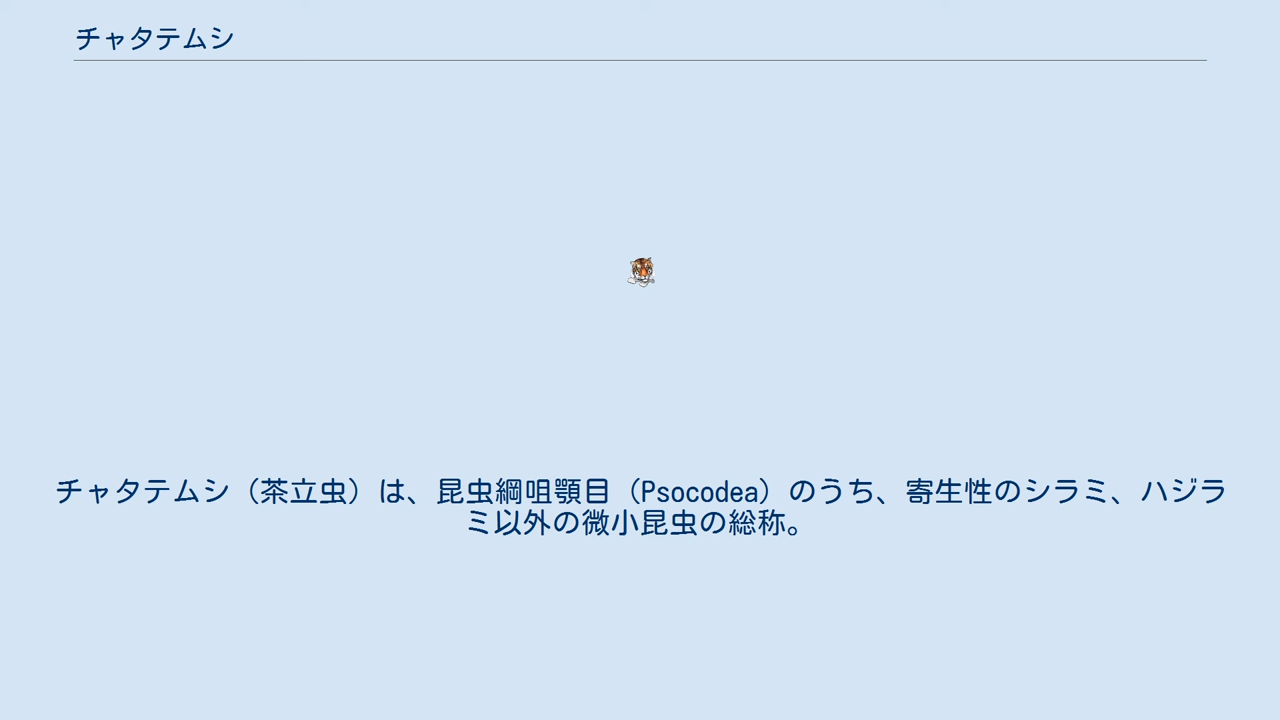 チャタテムシ
チャタテムシ（茶立虫）は、昆虫綱咀顎目（Psocodea）のうち、寄生性のシラミ、ハジラ
ミ以外の微小昆虫の総称。